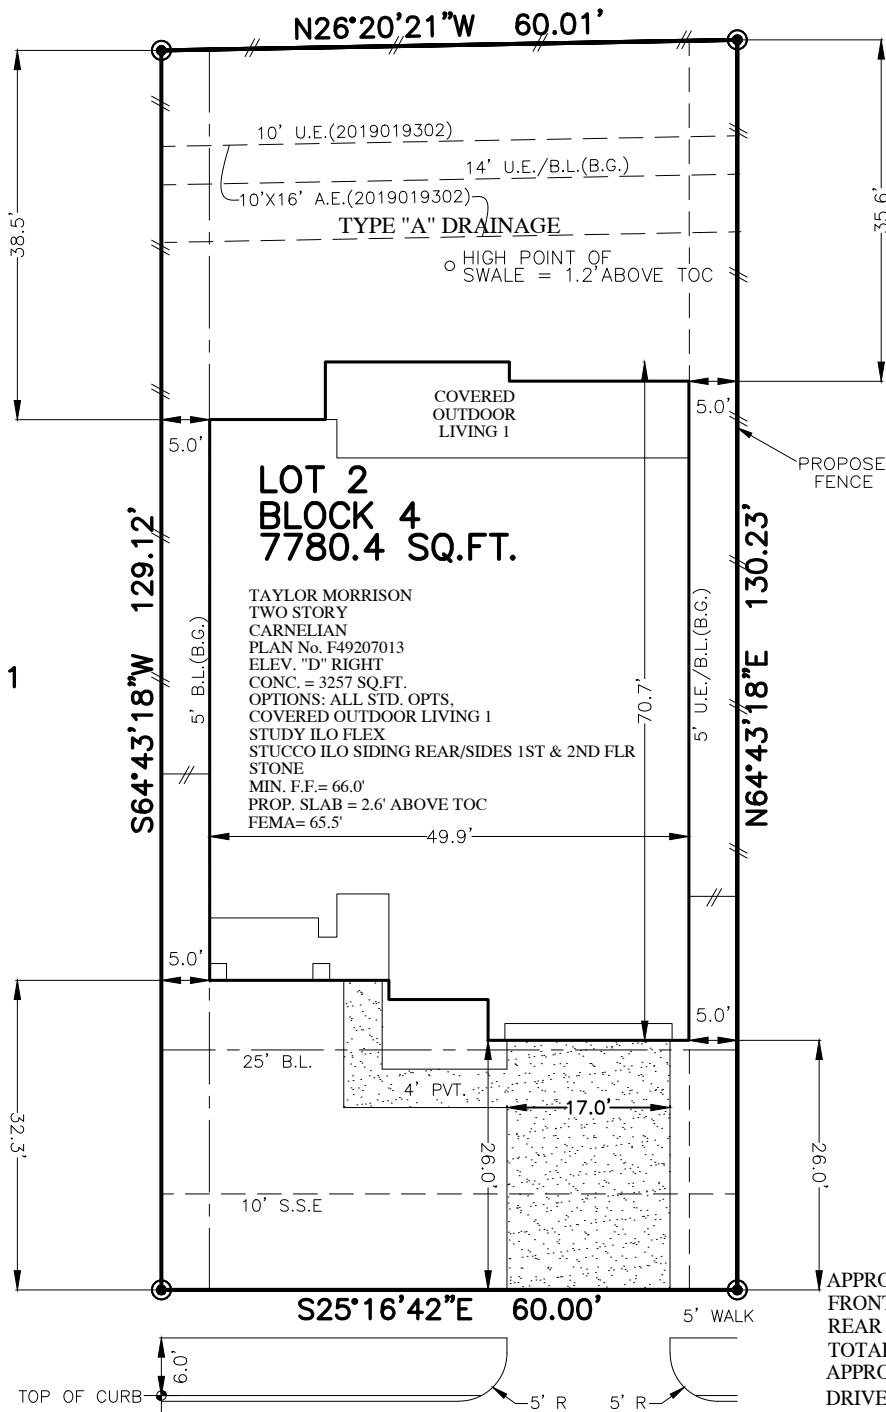 N26°20'21"W 60.01'
10' U.E.(2019019302)
14' U.E./B.L.(B.G.)
10'X16' A.E.(2019019302)
TYPE "A" DRAINAGE
HIGH POINT OF
SWALE = 1.2'ABOVE TOC
38.5'
35.6'
COVERED
OUTDOOR
LIVING 1
5.0'
5.0'
PROPOSE
FENCE
LOT 2
BLOCK 4
7780.4 SQ.FT.
S64°43'18"W 129.12'
N64°43'18"E 130.23'
5' B.L.(B.G.)
5' U.E./B.L.(B.G.)
1
TAYLOR MORRISON
TWO STORY
CARNELIAN
PLAN No. F49207013
ELEV. "D" RIGHT
CONC. = 3257 SQ.FT.
OPTIONS: ALL STD. OPTS,
COVERED OUTDOOR LIVING 1
STUDY ILO FLEX
STUCCO ILO SIDING REAR/SIDES 1ST & 2ND FLR
STONE
MIN. F.F.= 66.0'
PROP. SLAB = 2.6' ABOVE TOC
FEMA= 65.5'
70.7'
49.9'
5.0'
5.0'
25' B.L.
4' PVT.
17.0'
32.3'
26.0'
26.0'
10' S.S.E
S25°16'42"E 60.00'
5' WALK
6.0'
TOP OF CURB
5' R
5' R
APPRO
FRONT
REAR
TOTAL
APPRO
DRIVE